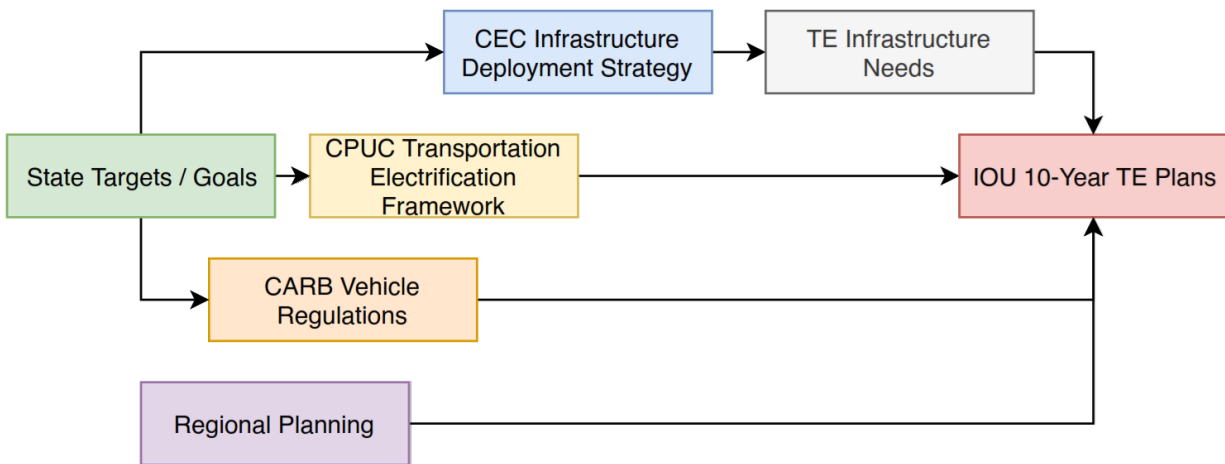 CEC Infrastructure
Deployment Strategy
TE Infrastructure
Needs
State Targets / Goals
CPUC Transportation
Electrification
Framework
IOU 10-Year TE Plans
CARB Vehicle
Regulations
Regional Planning